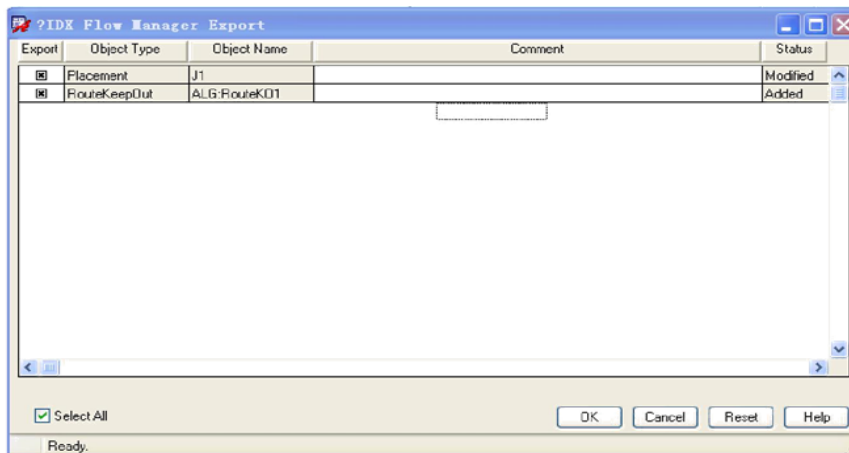 ?IDX Flow Manager Export
Export Object Type Object Name Comment Status
Placement J1 Modified
RouteKeepOut ALG:RouteKO1 Added
Select All OK Cancel Reset Help
Ready.